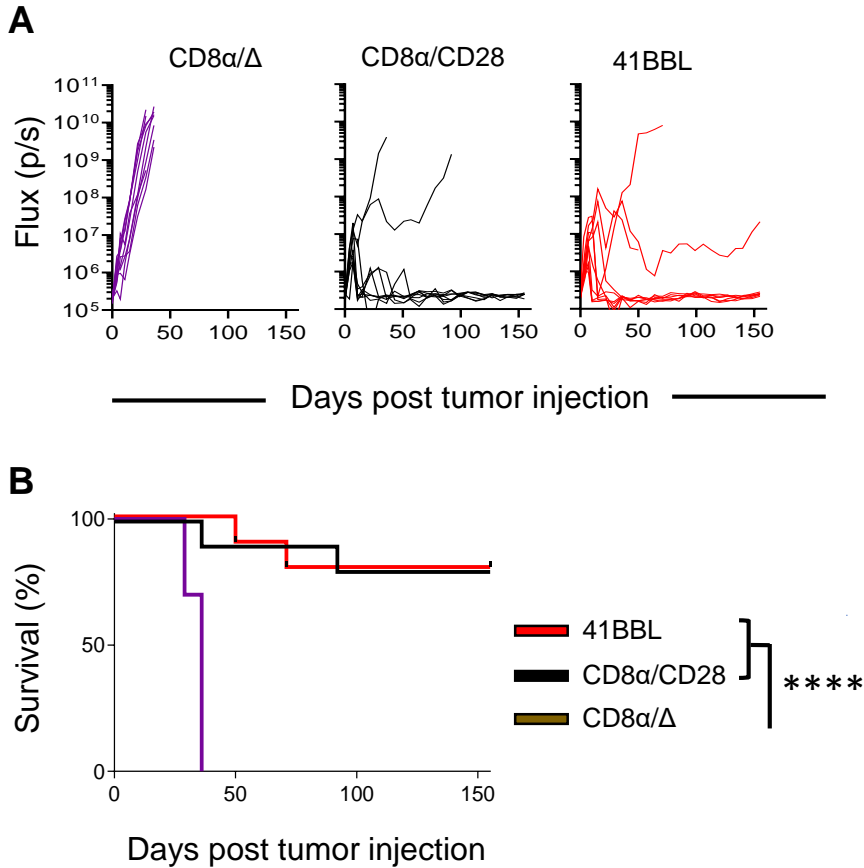 A
CD8α/Δ
CD8α/CD28
41BBL
Flux (p/s)
10¹¹
10¹⁰
10⁹
10⁸
10⁷
10⁶
10⁵
0 50 100 150
0 50 100 150
0 50 100 150
Days post tumor injection
B
Survival (%)
100
50
0
0 50 100 150
Days post tumor injection
41BBL
CD8α/CD28
CD8α/Δ
****